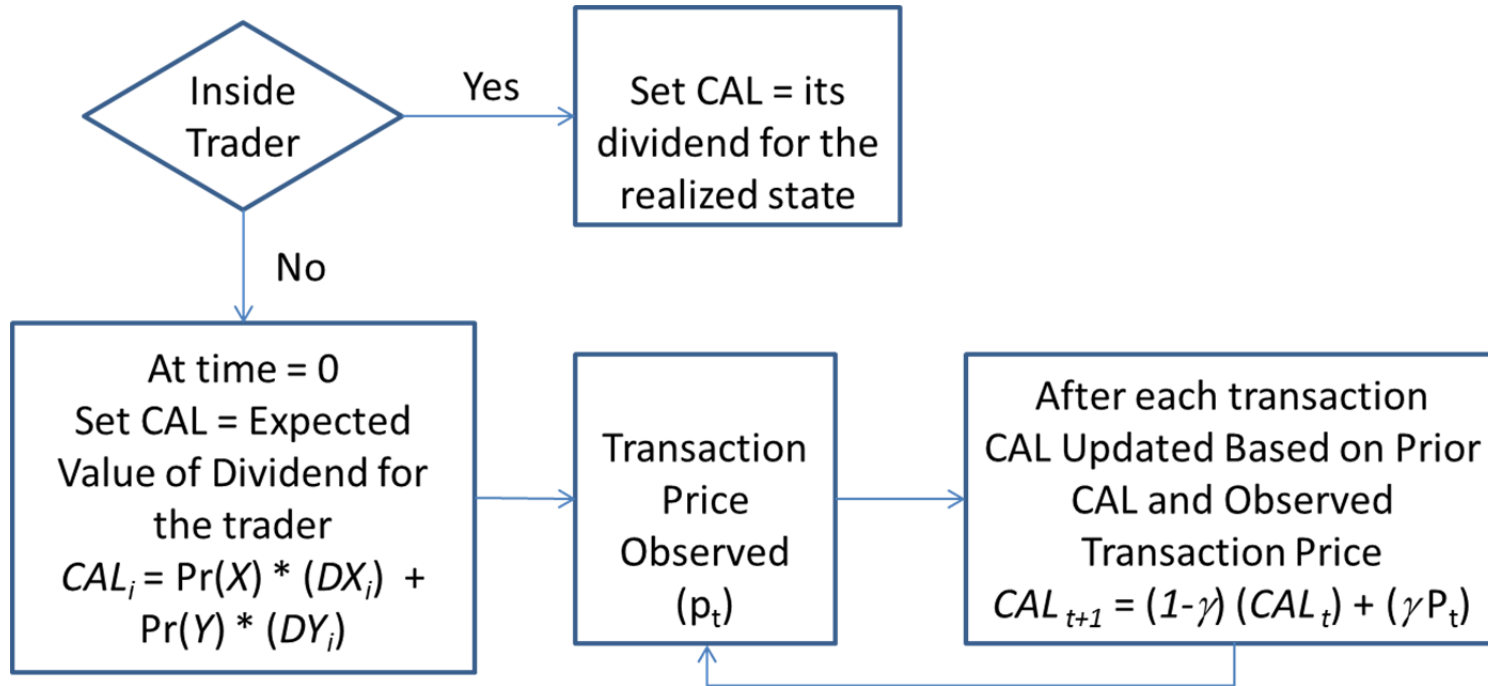 Inside
Trader
Yes
Set CAL = its
dividend for the
realized state
No
At time = 0
Set CAL = Expected
Value of Dividend for
the trader
CALᵢ = Pr(X) * (DXᵢ) +
Pr(Y) * (DYᵢ)
Transaction
Price
Observed
(pₜ)
After each transaction
CAL Updated Based on Prior
CAL and Observed
Transaction Price
CAL ₜ₊₁ = (1-γ) (CAL ₜ) + (γ Pₜ)